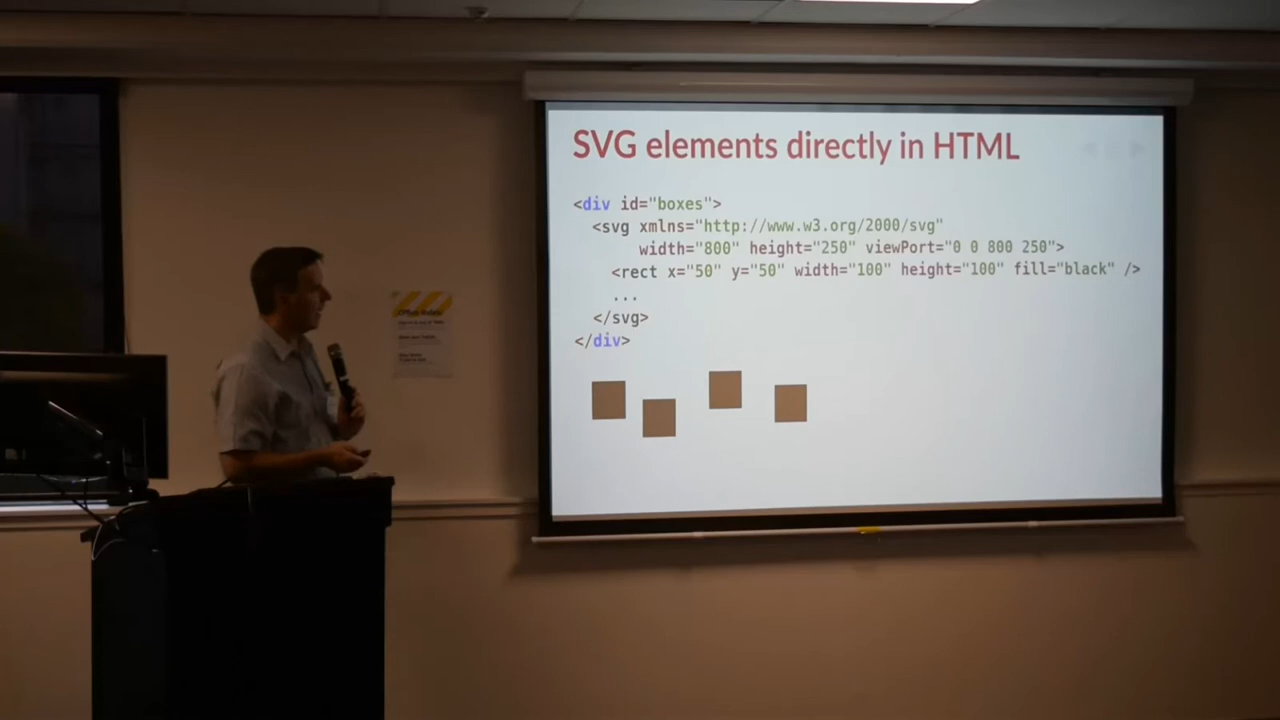 SVG elements directly in HTML
<div id="boxes">
<svg xmlns="http://www.w3.org/2000/svg"
width="800" height="250" viewPort="0 0 800 250">
<rect x="50" y="50" width="100" height="100" fill="black" />
...
</svg>
</div>